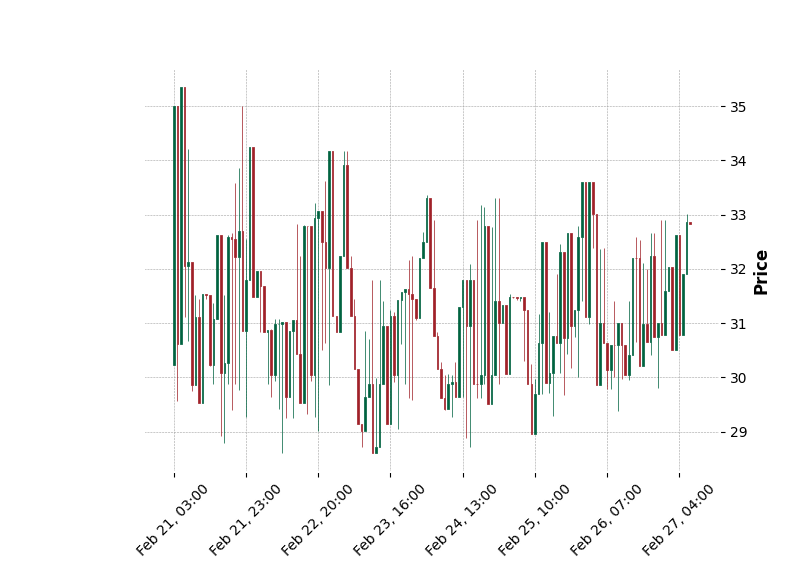 35
34
33
32
31
30
29
Price
Feb 21, 03:00
Feb 21, 23:00
Feb 22, 20:00
Feb 23, 16:00
Feb 24, 13:00
Feb 25, 10:00
Feb 26, 07:00
Feb 27, 04:00